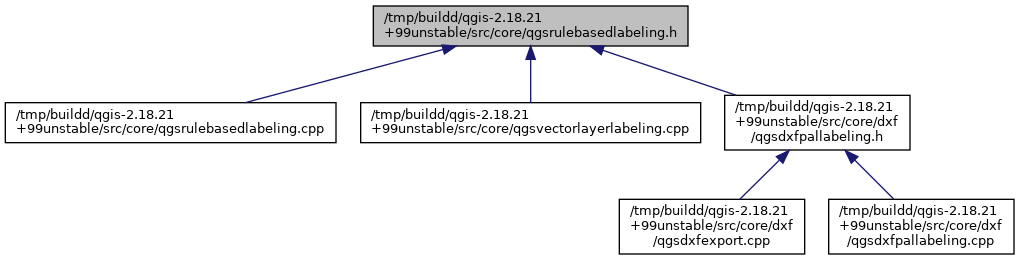 /tmp/buildd/qgis-2.18.21
+99unstable/src/core/qgsrulebasedlabeling.h
/tmp/buildd/qgis-2.18.21
+99unstable/src/core/qgsrulebasedlabeling.cpp
/tmp/buildd/qgis-2.18.21
+99unstable/src/core/qgsvectorlayerlabeling.cpp
/tmp/buildd/qgis-2.18.21
+99unstable/src/core/dxf
/qgsdxfpallabeling.h
/tmp/buildd/qgis-2.18.21
+99unstable/src/core/dxf
/qgsdxfexport.cpp
/tmp/buildd/qgis-2.18.21
+99unstable/src/core/dxf
/qgsdxfpallabeling.cpp